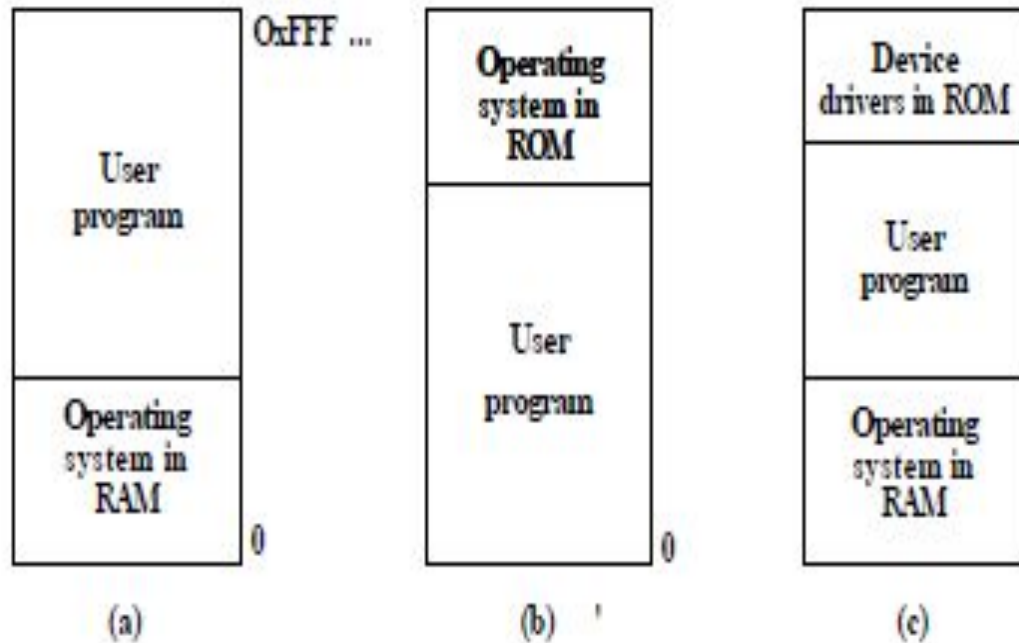 0xFFF ...
User
program
Operating
system in
RAM
0
(a)
Operating
system in
ROM
User
program
0
(b) '
Device
drivers in ROM
User
program
Operating
system in
RAM
(c)